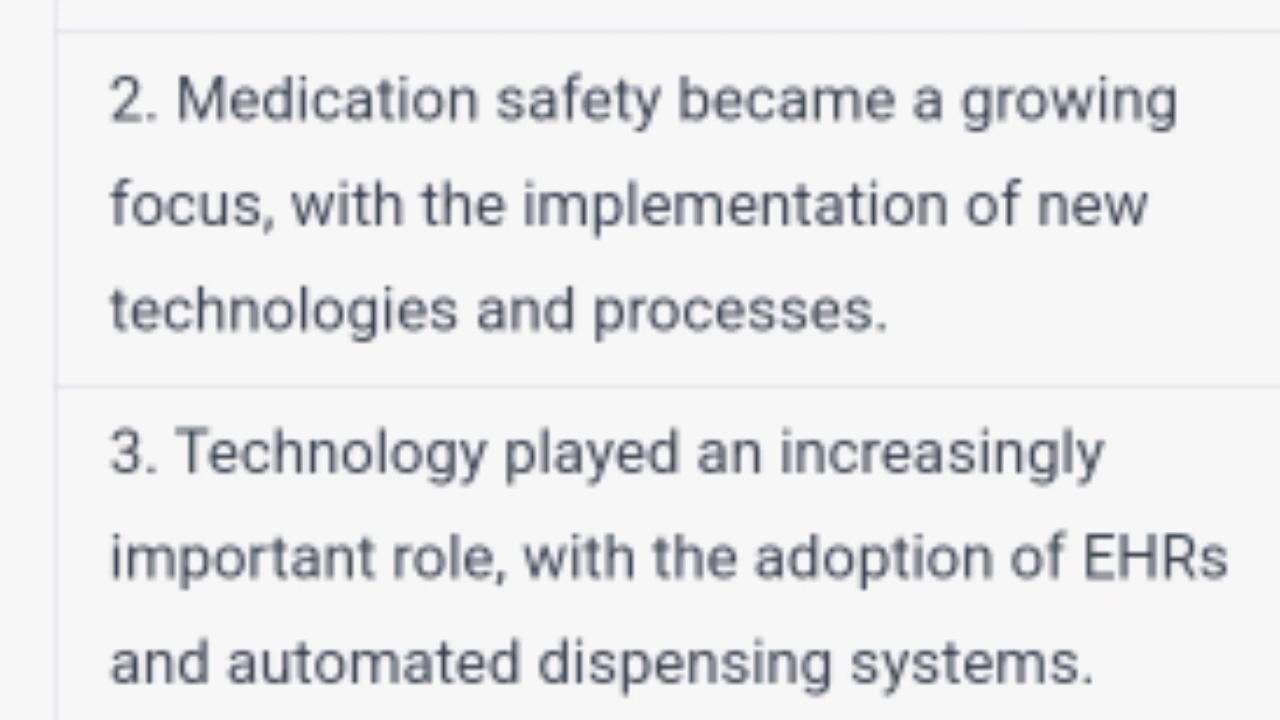 2. Medication safety became a growing
focus, with the implementation of new
technologies and processes.
3. Technology played an increasingly
important role, with the adoption of EHRs
and automated dispensing systems.